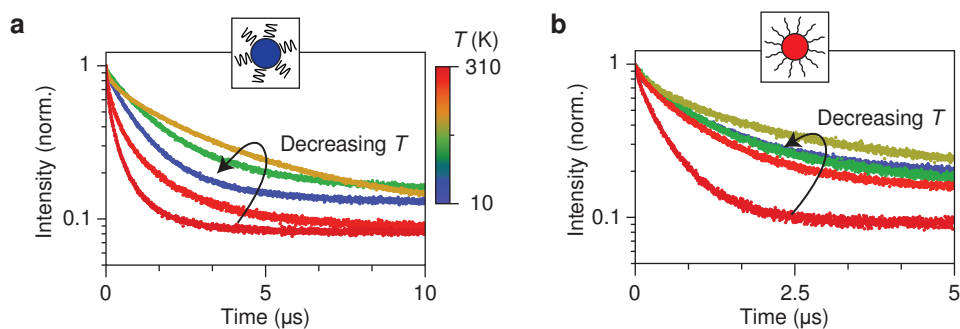 a
T (K)
310
10
Decreasing T
1
0.1
Intensity (norm.)
0
5
10
Time (µs)
b
Decreasing T
1
0.1
Intensity (norm.)
0
2.5
5
Time (µs)